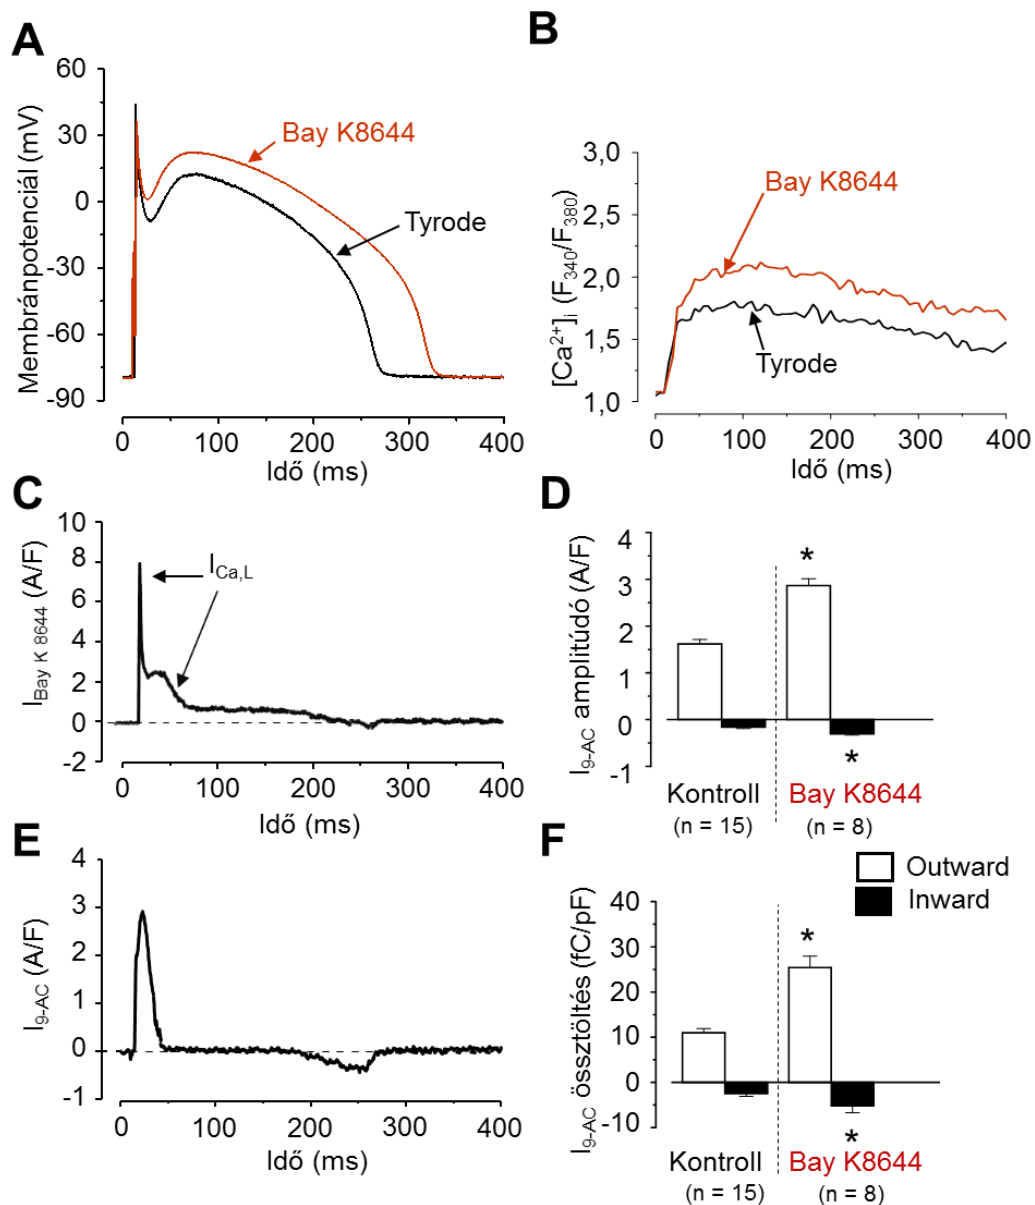 A
Membránpotenciál (mV)
60
30
0
-30
-60
-90
Bay K8644
Tyrode
0 100 200 300 400
Idő (ms)
B
[Ca²⁺]ᵢ (F₃₄₀/F₃₈₀)
3,0
2,5
2,0
1,5
1,0
Bay K8644
Tyrode
0 100 200 300 400
Idő (ms)
C
I Bay K 8644 (A/F)
10
8
6
4
2
0
-2
I Ca,L
0 100 200 300 400
Idő (ms)
D
I 9-AC amplitúdó (A/F)
4
3
2
1
0
-1
*
*
Kontroll Bay K8644
(n = 15) (n = 8)
E
I 9-AC (A/F)
4
3
2
1
0
-1
0 100 200 300 400
Idő (ms)
F
Outward
Inward
I 9-AC össztöltés (fC/pF)
40
30
20
10
0
-10
*
*
Kontroll Bay K8644
(n = 15) (n = 8)